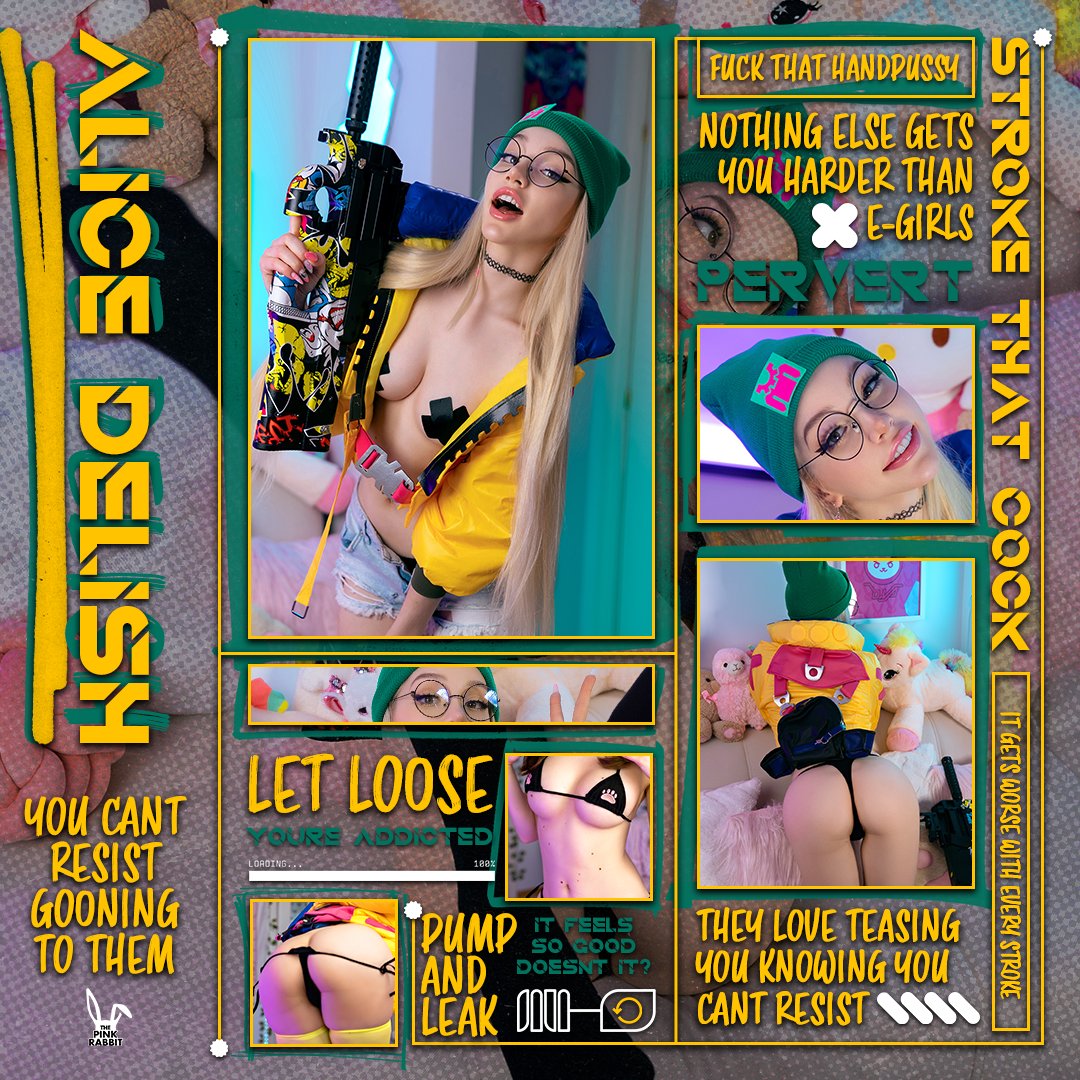 ALICE DELISH
YOU CANT
RESIST
GOONING
TO THEM
THE
PINK
RABBIT
LET LOOSE
YOURE ADDICTED
LOADING... 100%
PUMP
AND
LEAK
IT FEELS
SO GOOD
DOESNT IT?
FUCK THAT HANDPUSSY
NOTHING ELSE GETS
YOU HARDER THAN
E-GIRLS
PERVERT
THEY LOVE TEASING
YOU KNOWING YOU
CANT RESIST
STROKE THAT COCK
IT GETS WORSE WITH EVERY STROKE